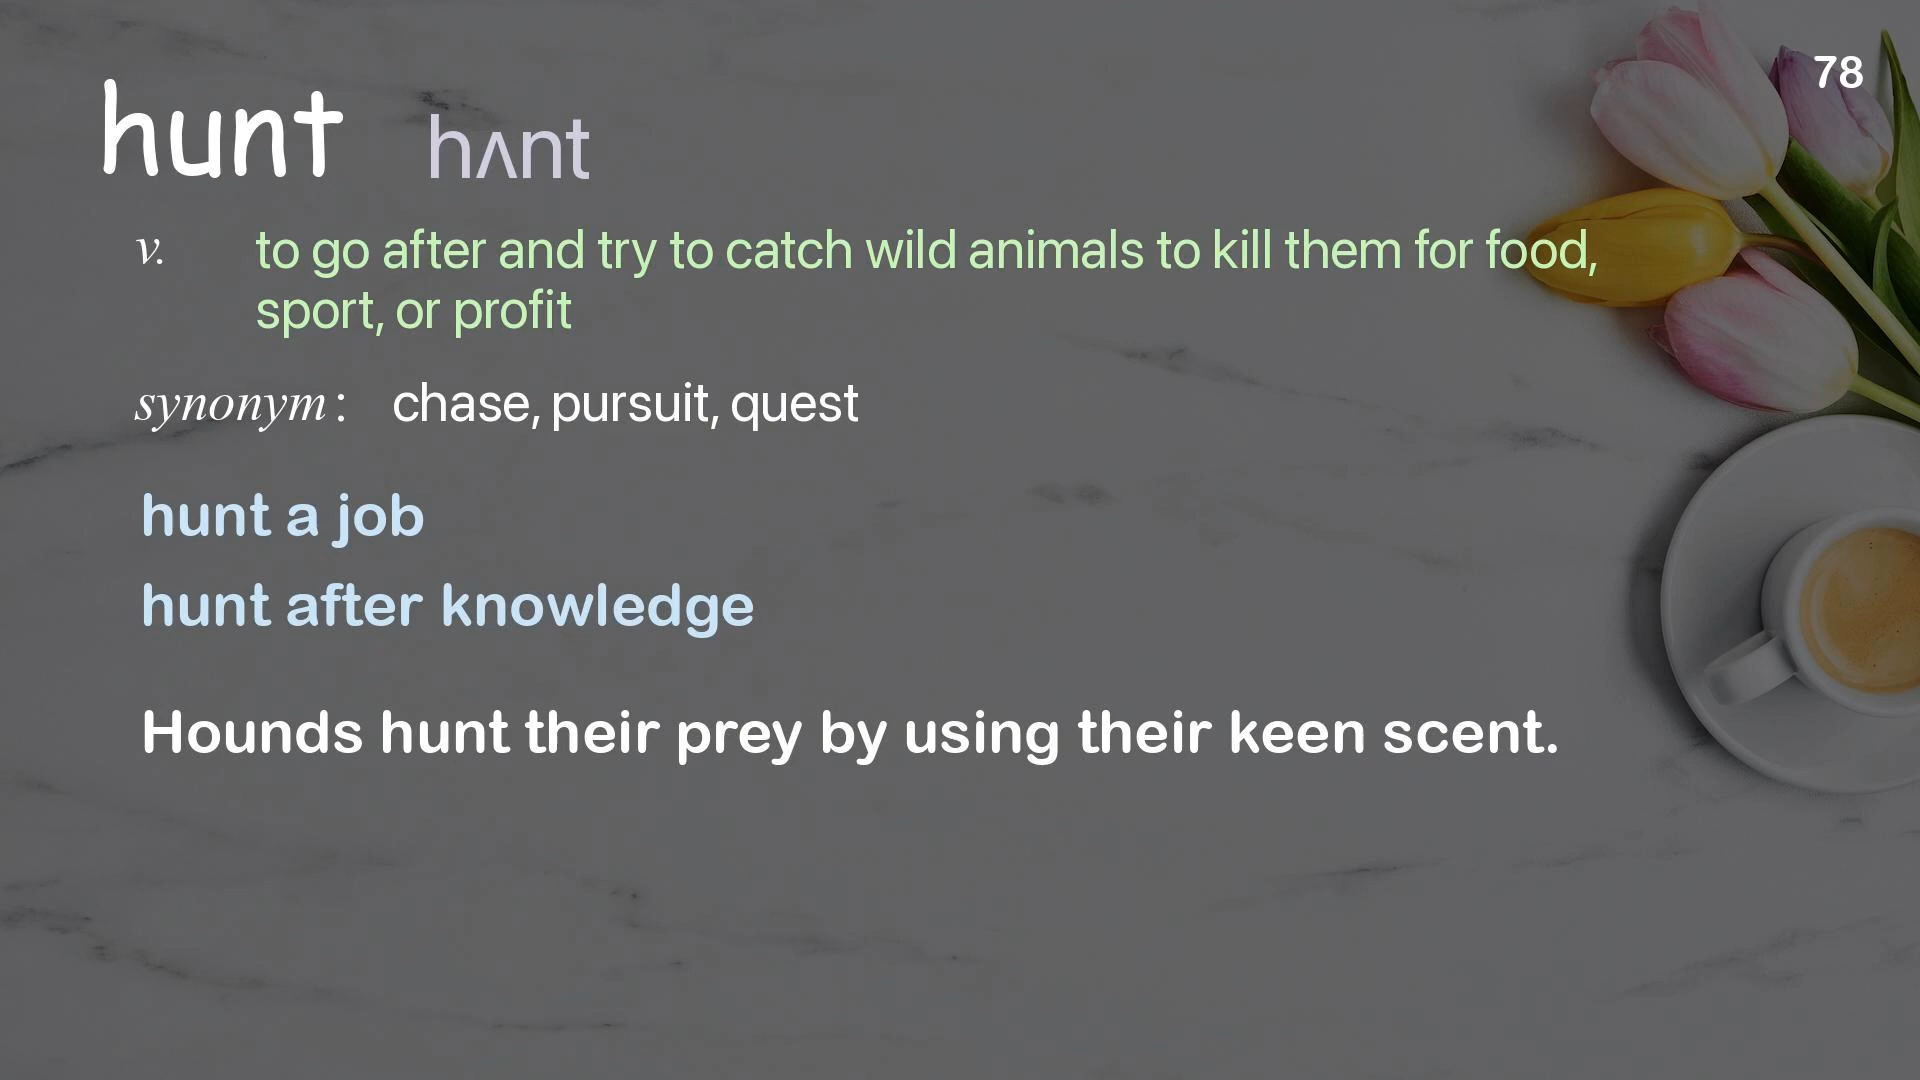 78
hunt hʌnt
v. to go after and try to catch wild animals to kill them for food,
sport, or profit
synonym: chase, pursuit, quest
hunt a job
hunt after knowledge
Hounds hunt their prey by using their keen scent.